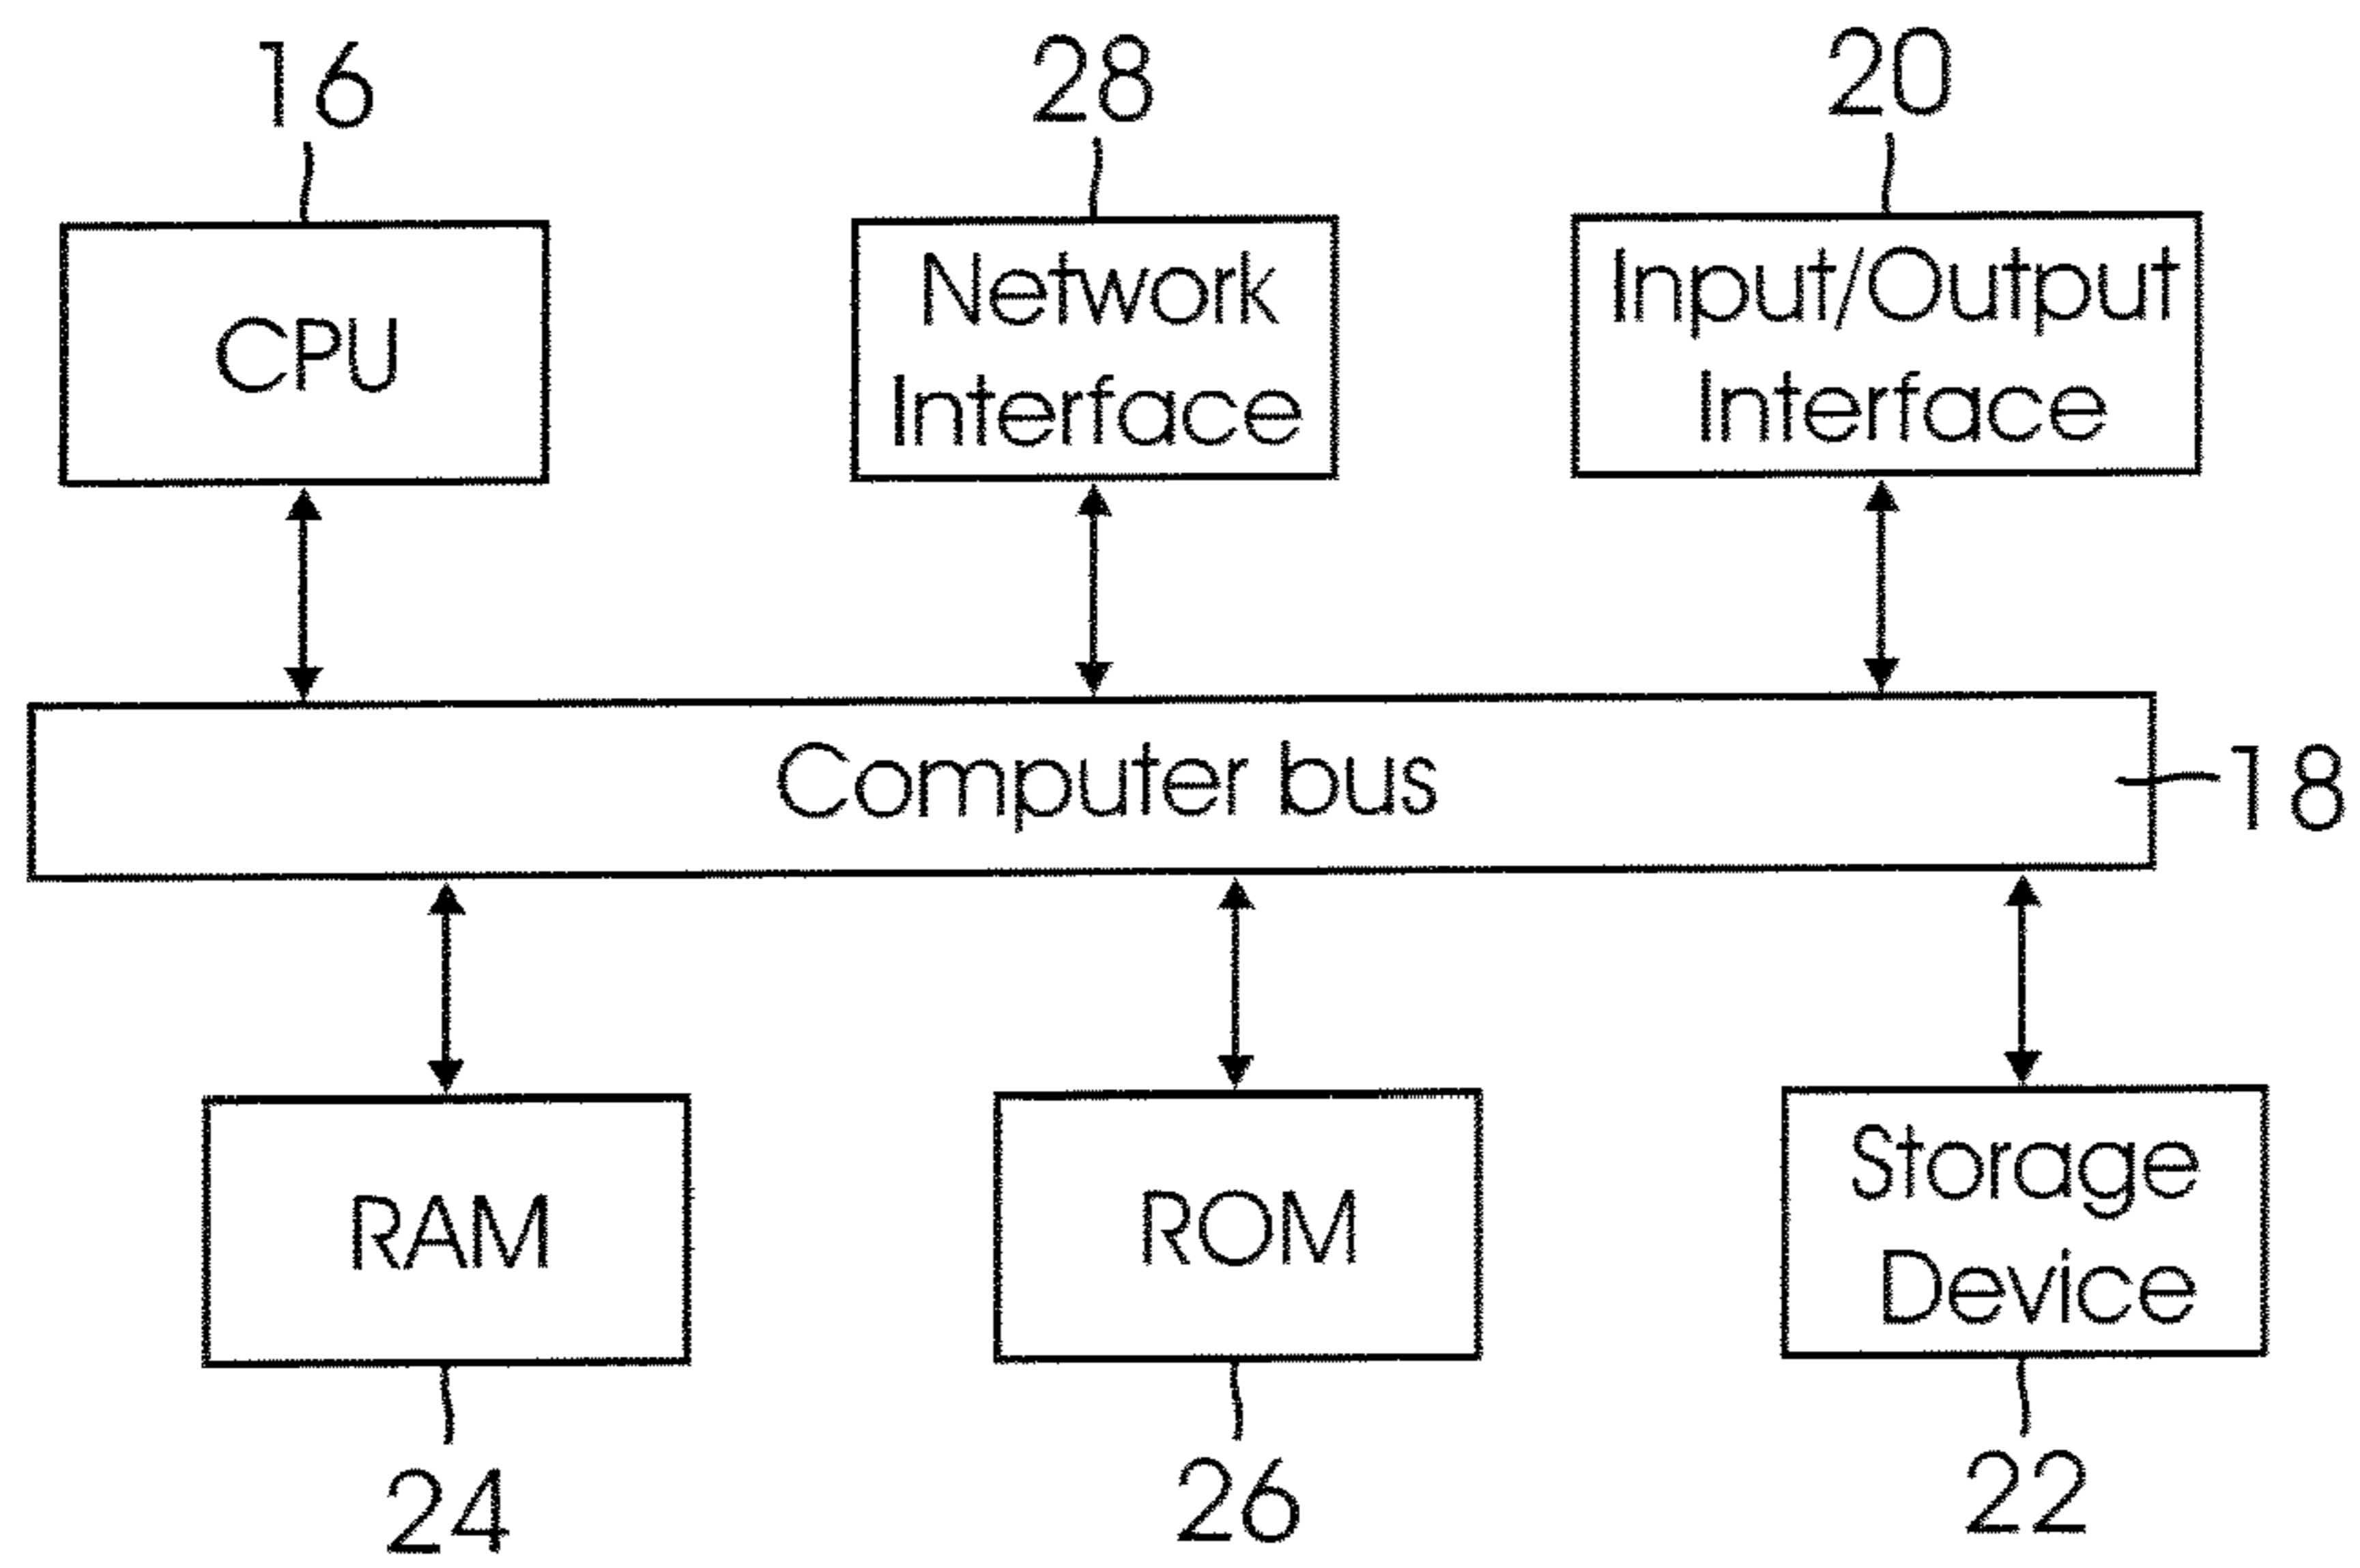 16
28
20
CPU
Network
Interface
Input/Output
Interface
Computer bus
18
RAM
ROM
Storage
Device
24
26
22